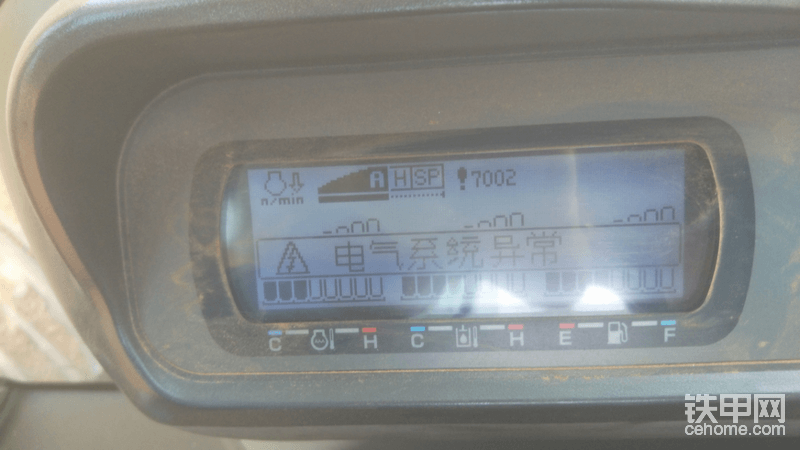 A H SP 7002
n/min
电气系统异常
C H C H E F
铁甲网
cehome.com